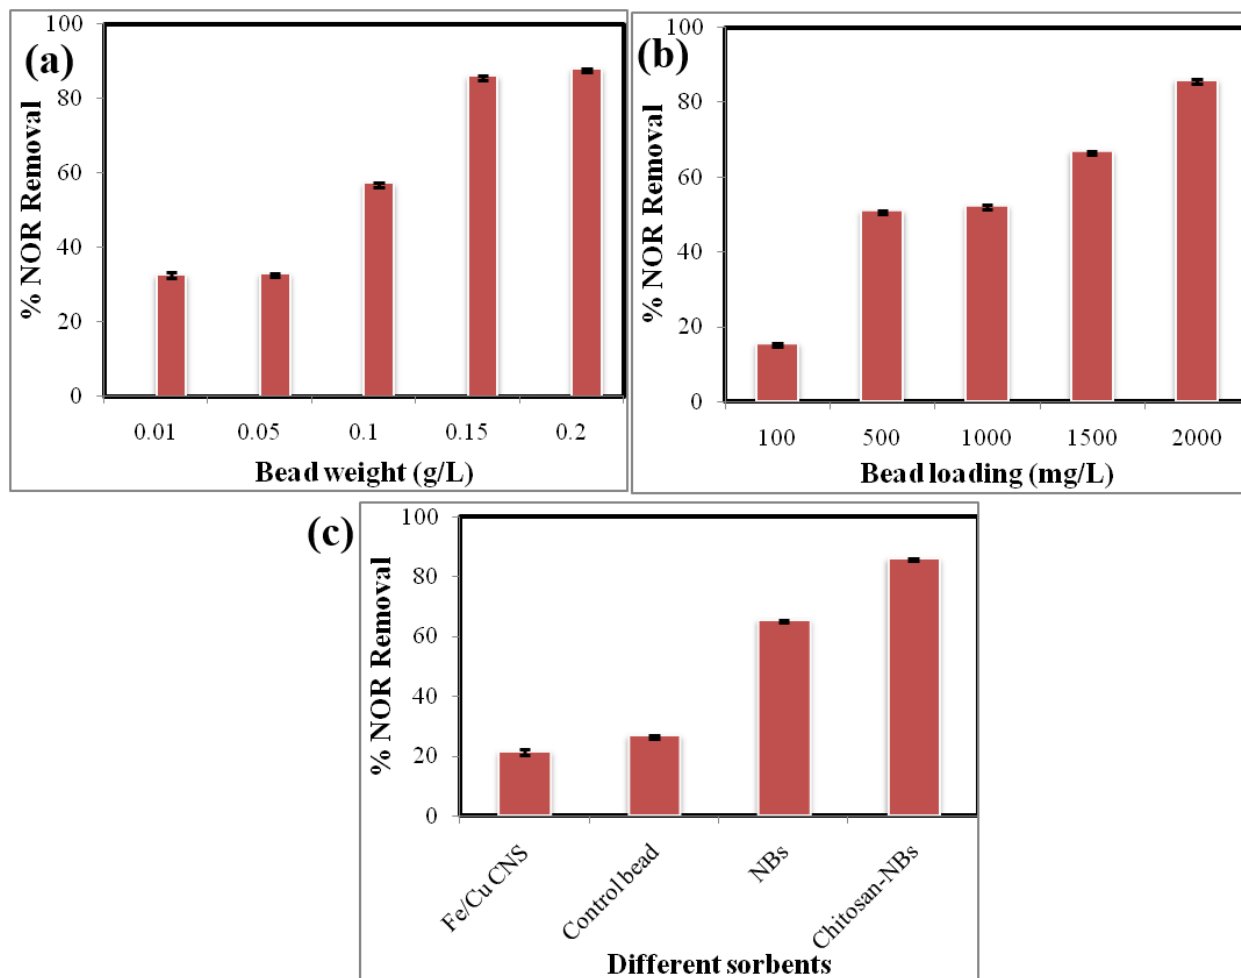 (a)
% NOR Removal
100
80
60
40
20
0
0.01 0.05 0.1 0.15 0.2
Bead weight (g/L)
(b)
% NOR Removal
100
80
60
40
20
0
100 500 1000 1500 2000
Bead loading (mg/L)
(c)
% NOR Removal
100
80
60
40
20
0
Fe/Cu CNS
Control bead
NBs
Chitosan-NBs
Different sorbents